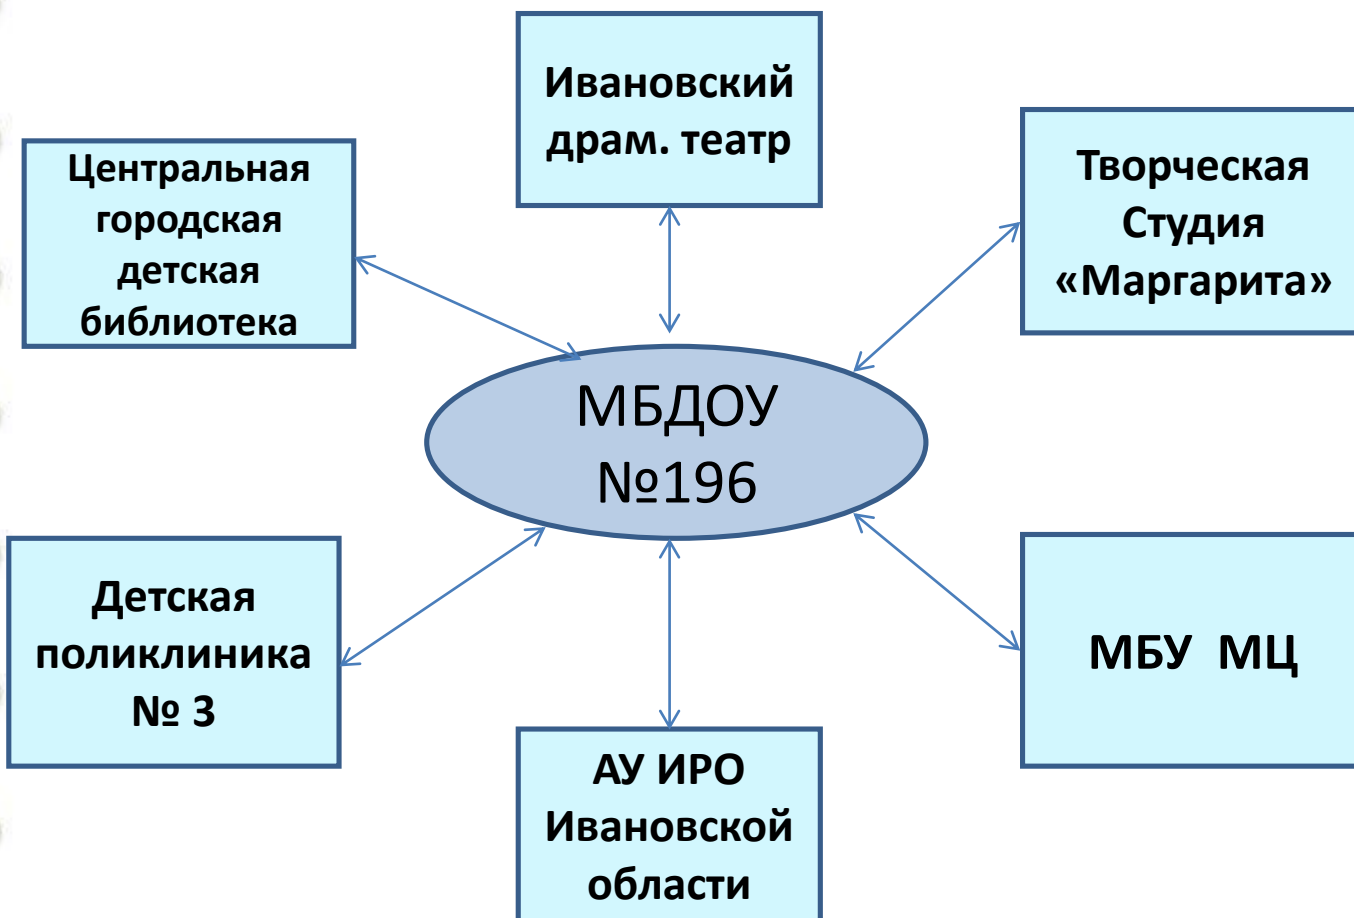 Ивановский
драм. театр
Центральная
городская
детская
библиотека
Творческая
Студия
«Маргарита»
МБДОУ
№196
Детская
поликлиника
№ 3
МБУ МЦ
АУ ИРО
Ивановской
области